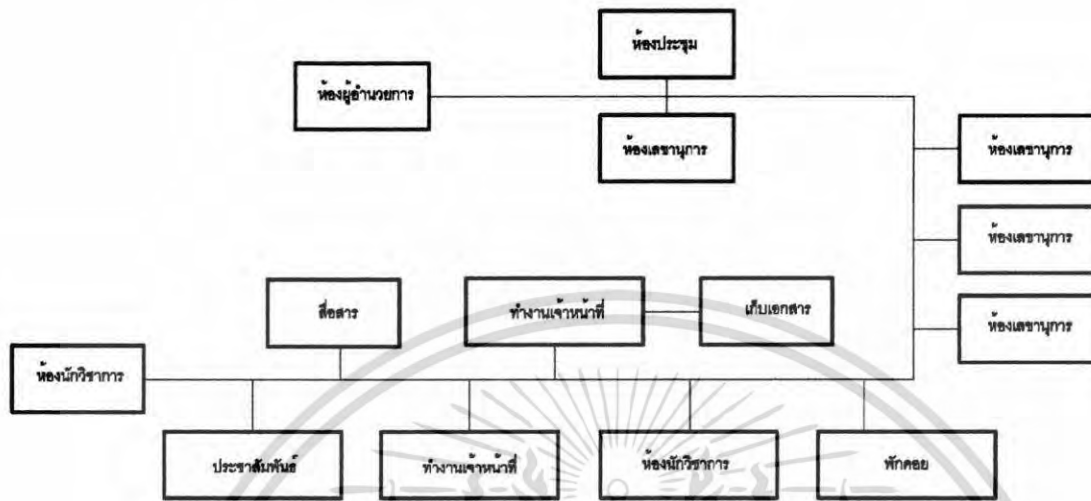 ห้องประชุม
ห้องผู้อำนวยการ
ห้องเลขานุการ
ห้องเลขานุการ
ห้องเลขานุการ
สื่อสาร
ทำงานเจ้าหน้าที่
เก็บเอกสาร
ห้องเลขานุการ
ห้องนักวิชาการ
ประชาสัมพันธ์
ทำงานเจ้าหน้าที่
ห้องนักวิชาการ
พักคอย